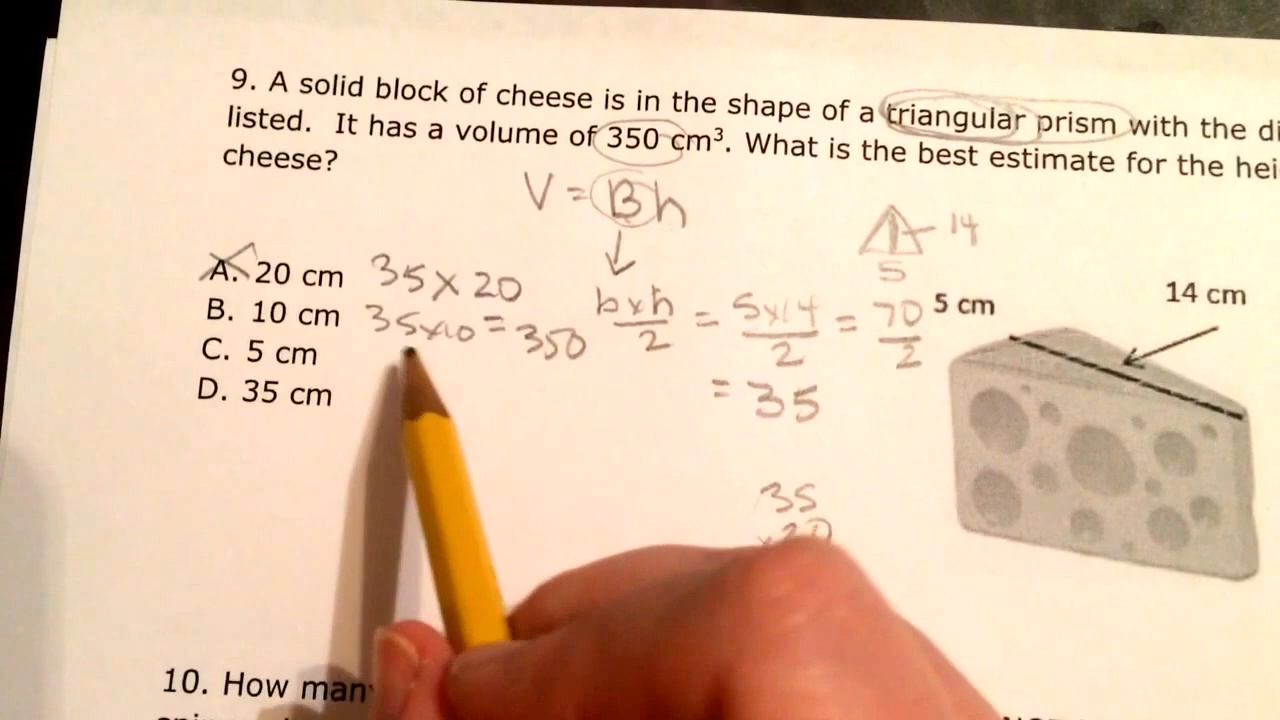 9. A solid block of cheese is in the shape of a triangular prism with the
listed. It has a volume of 350 cm³. What is the best estimate for the
cheese?
V = Bh
14
5
A. 20 cm 35 x 20
B. 10 cm 35x10 = 350
C. 5 cm
D. 35 cm
bxh/2 = 5x14/2 = 70/2
= 35
5 cm
14 cm
35
x20
10. How many